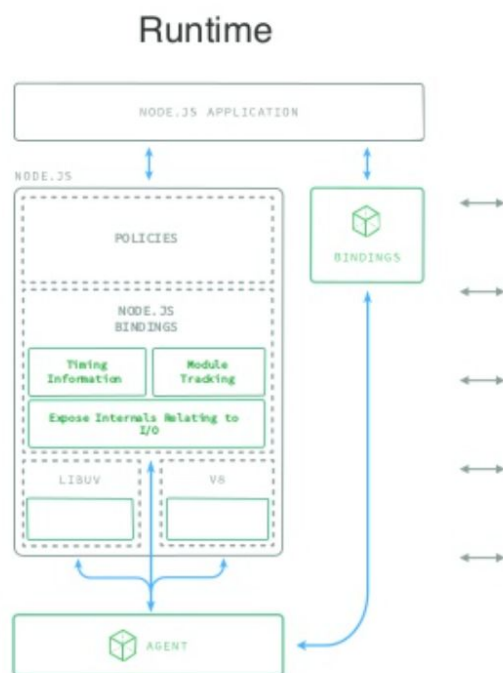 Runtime
NODE.JS APPLICATION
NODE.JS
POLICIES
BINDINGS
NODE.JS
BINDINGS
Timing
Information
Module
Tracking
Expose Internals Relating to
I/O
LIBUV
V8
AGENT